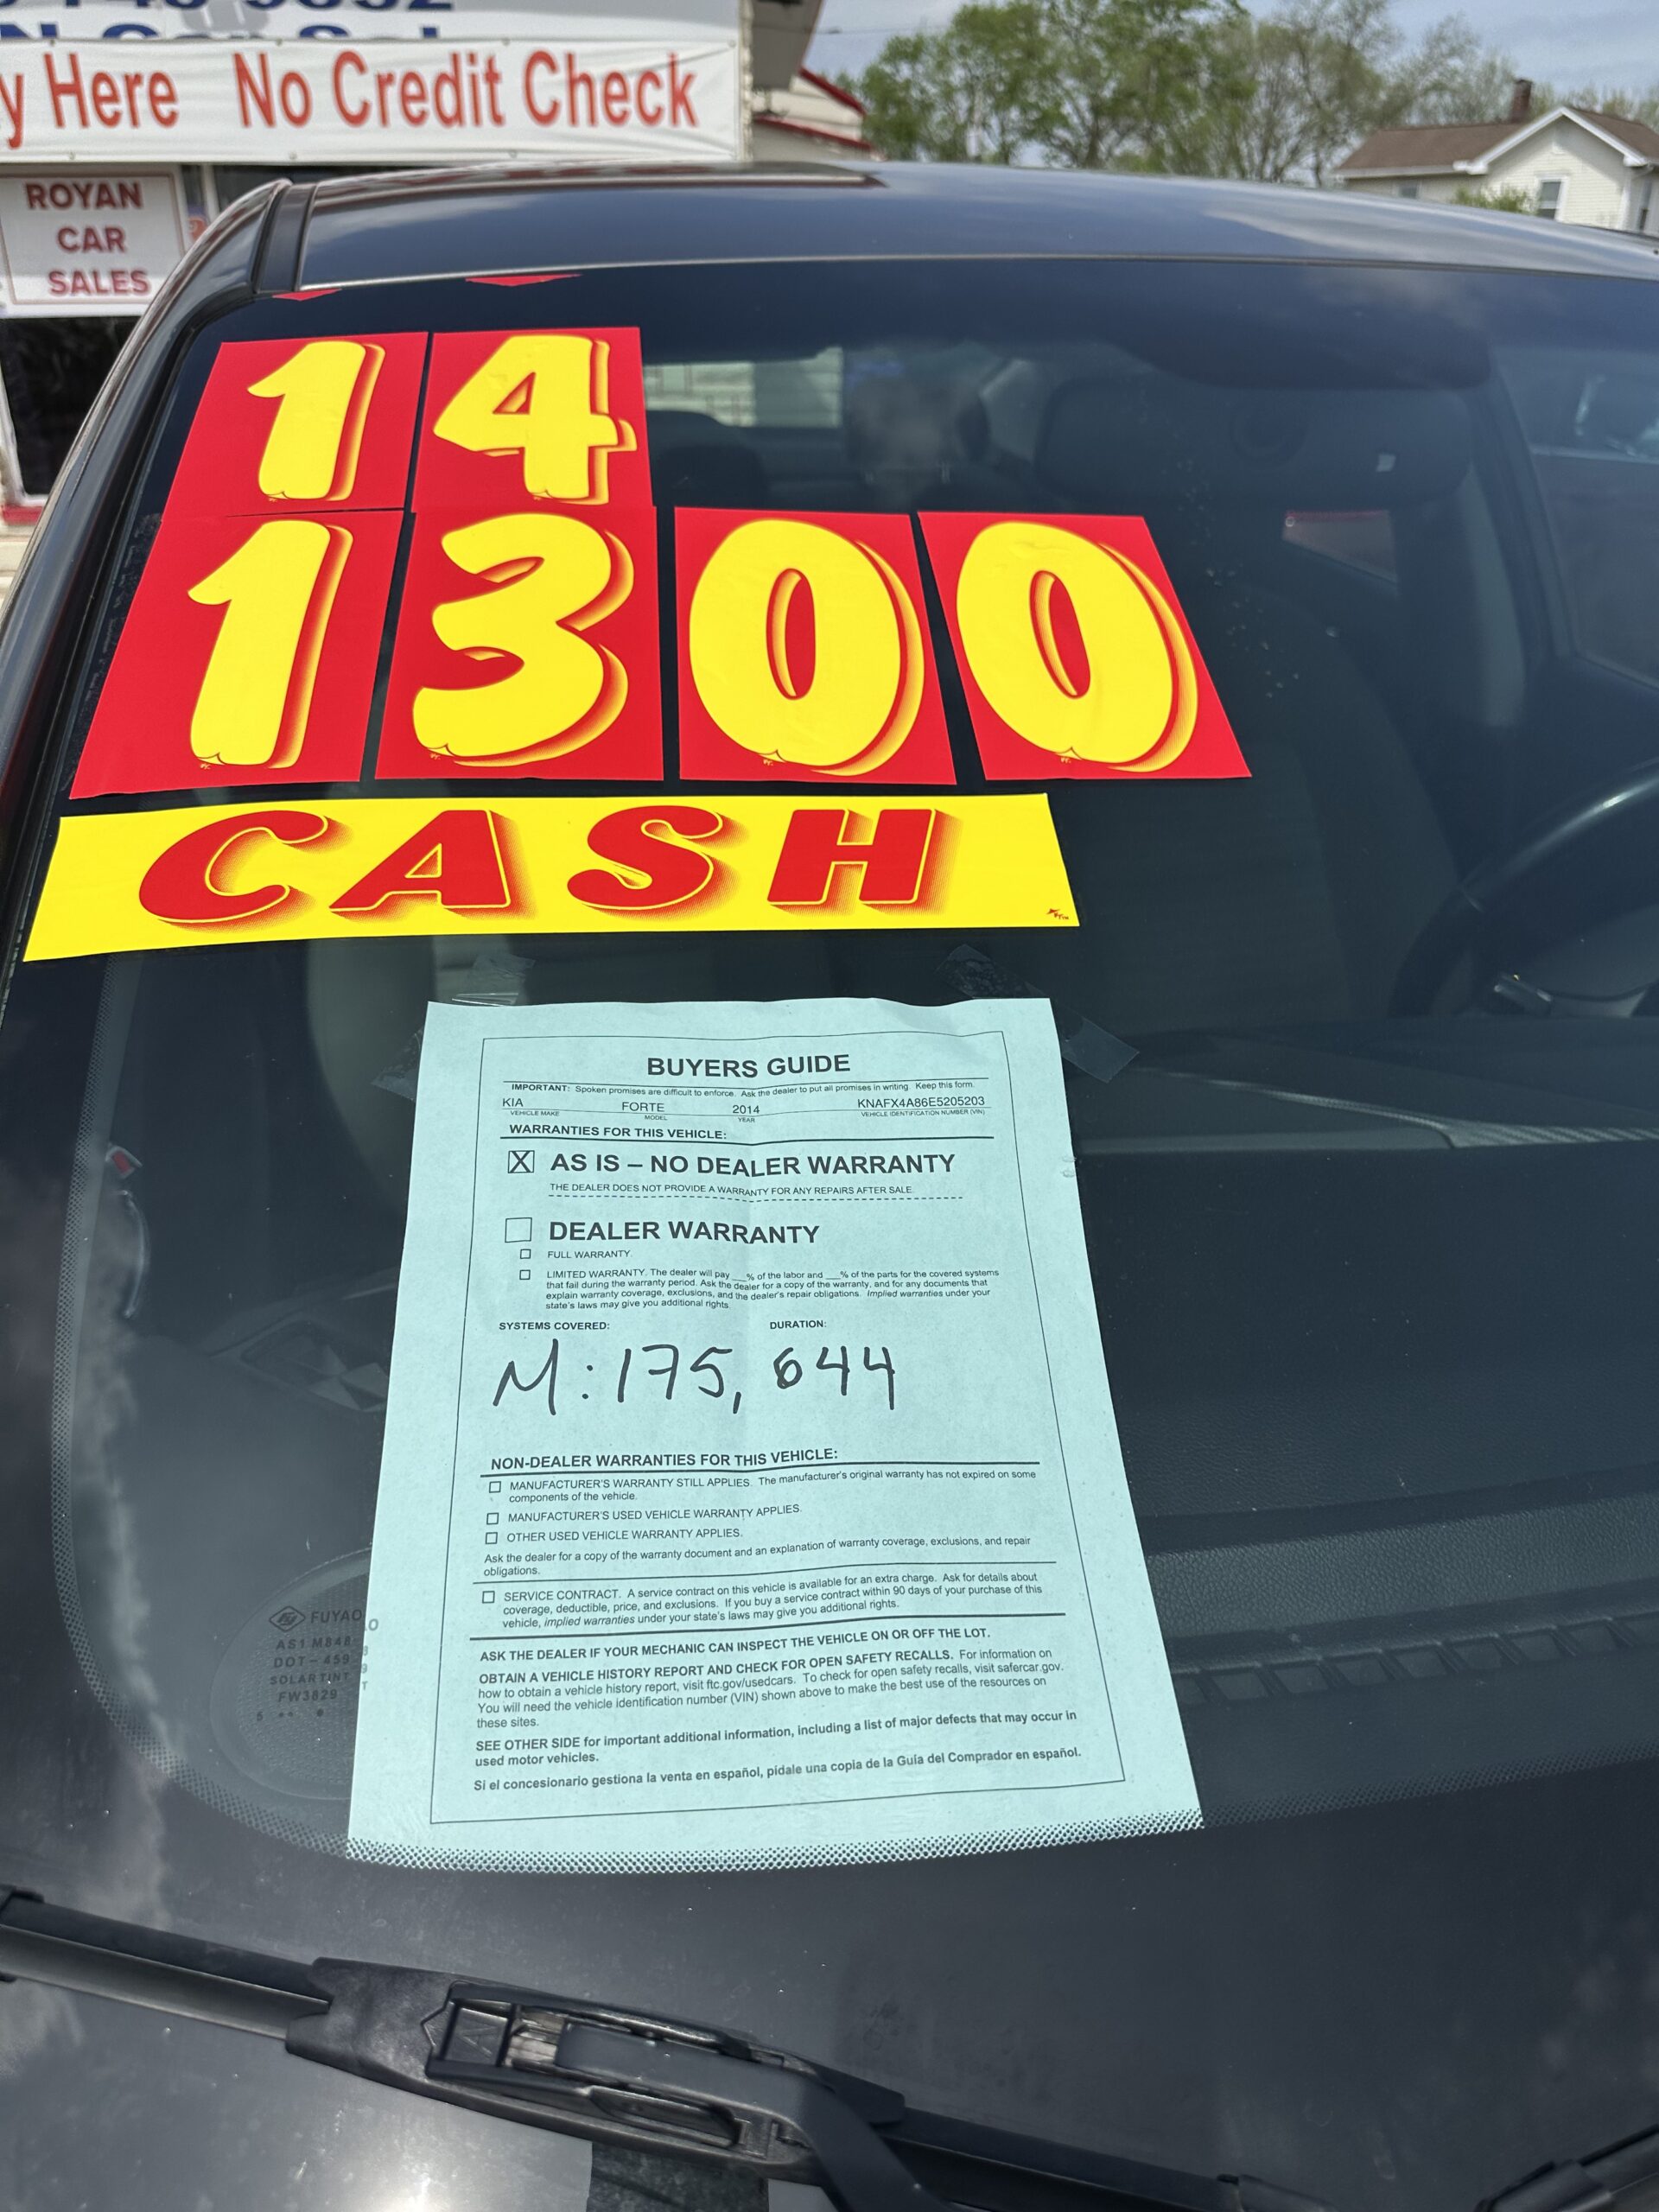 y Here No Credit Check
ROYAN
CAR
SALES
14
1300
CASH
BUYERS GUIDE
IMPORTANT: Spoken promises are difficult to enforce. Ask the dealer to put all promises in writing. Keep this form.
KIA FORTE 2014 KNAFX4A86E5205203
VEHICLE MAKE MODEL YEAR VEHICLE IDENTIFICATION NUMBER (VIN)
WARRANTIES FOR THIS VEHICLE:
X AS IS – NO DEALER WARRANTY
THE DEALER DOES NOT PROVIDE A WARRANTY FOR ANY REPAIRS AFTER SALE.
DEALER WARRANTY
FULL WARRANTY.
LIMITED WARRANTY. The dealer will pay ___% of the labor and ___% of the parts for the covered systems
that fail during the warranty period. Ask the dealer for a copy of the warranty, and for any documents that
explain warranty coverage, exclusions, and the dealer's repair obligations. Implied warranties under your
state's laws may give you additional rights.
SYSTEMS COVERED: DURATION:
M: 175, 644
NON-DEALER WARRANTIES FOR THIS VEHICLE:
MANUFACTURER'S WARRANTY STILL APPLIES. The manufacturer's original warranty has not expired on some
components of the vehicle.
MANUFACTURER'S USED VEHICLE WARRANTY APPLIES.
OTHER USED VEHICLE WARRANTY APPLIES.
Ask the dealer for a copy of the warranty document and an explanation of warranty coverage, exclusions, and repair
obligations.
SERVICE CONTRACT. A service contract on this vehicle is available for an extra charge. Ask for details about
coverage, deductible, price, and exclusions. If you buy a service contract within 90 days of your purchase of this
vehicle, implied warranties under your state's laws may give you additional rights.
ASK THE DEALER IF YOUR MECHANIC CAN INSPECT THE VEHICLE ON OR OFF THE LOT.
OBTAIN A VEHICLE HISTORY REPORT AND CHECK FOR OPEN SAFETY RECALLS. For information on
how to obtain a vehicle history report, visit ftc.gov/usedcars. To check for open safety recalls, visit safercar.gov.
You will need the vehicle identification number (VIN) shown above to make the best use of the resources on
these sites.
SEE OTHER SIDE for important additional information, including a list of major defects that may occur in
used motor vehicles.
Si el concesionario gestiona la venta en español, pídale una copia de la Guía del Comprador en español.
FUYAO
AS1 M848
DOT-459
SOLARTINT
FW3829